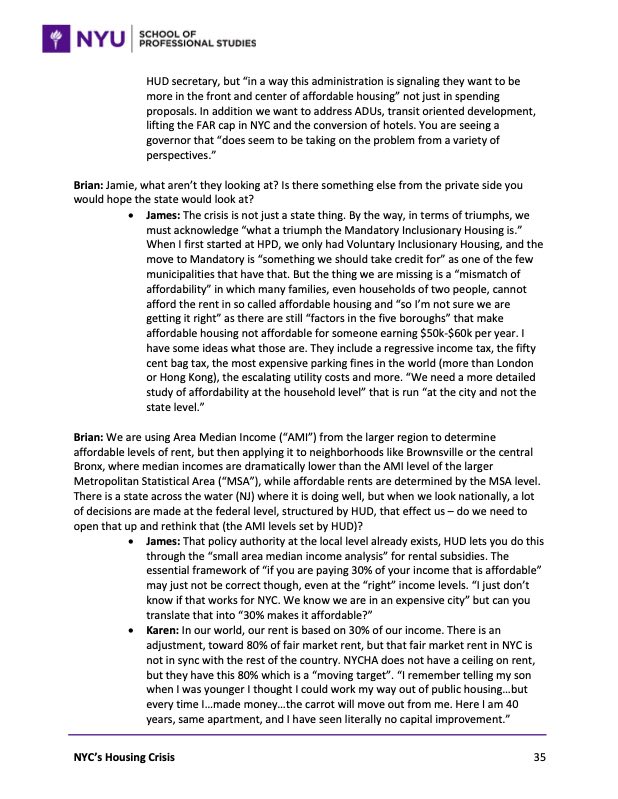 NYU
SCHOOL OF
PROFESSIONAL STUDIES
HUD secretary, but “in a way this administration is signaling they want to be
more in the front and center of affordable housing” not just in spending
proposals. In addition we want to address ADUs, transit oriented development,
lifting the FAR cap in NYC and the conversion of hotels. You are seeing a
governor that “does seem to be taking on the problem from a variety of
perspectives.”
Brian: Jamie, what aren’t they looking at? Is there something else from the private side you
would hope the state would look at?
• James: The crisis is not just a state thing. By the way, in terms of triumphs, we
must acknowledge “what a triumph the Mandatory Inclusionary Housing is.”
When I first started at HPD, we only had Voluntary Inclusionary Housing, and the
move to Mandatory is “something we should take credit for” as one of the few
municipalities that have that. But the thing we are missing is a “mismatch of
affordability” in which many families, even households of two people, cannot
afford the rent in so called affordable housing and “so I’m not sure we are
getting it right” as there are still “factors in the five boroughs” that make
affordable housing not affordable for someone earning $50k-$60k per year. I
have some ideas what those are. They include a regressive income tax, the fifty
cent bag tax, the most expensive parking fines in the world (more than London
or Hong Kong), the escalating utility costs and more. “We need a more detailed
study of affordability at the household level” that is run “at the city and not the
state level.”
Brian: We are using Area Median Income (“AMI”) from the larger region to determine
affordable levels of rent, but then applying it to neighborhoods like Brownsville or the central
Bronx, where median incomes are dramatically lower than the AMI level of the larger
Metropolitan Statistical Area (“MSA”), while affordable rents are determined by the MSA level.
There is a state across the water (NJ) where it is doing well, but when we look nationally, a lot
of decisions are made at the federal level, structured by HUD, that effect us – do we need to
open that up and rethink that (the AMI levels set by HUD)?
• James: That policy authority at the local level already exists, HUD lets you do this
through the “small area median income analysis” for rental subsidies. The
essential framework of “if you are paying 30% of your income that is affordable”
may just not be correct though, even at the “right” income levels. “I just don’t
know if that works for NYC. We know we are in an expensive city” but can you
translate that into “30% makes it affordable?”
• Karen: In our world, our rent is based on 30% of our income. There is an
adjustment, toward 80% of fair market rent, but that fair market rent in NYC is
not in sync with the rest of the country. NYCHA does not have a ceiling on rent,
but they have this 80% which is a “moving target”. “I remember telling my son
when I was younger I thought I could work my way out of public housing…but
every time I…made money…the carrot will move out from me. Here I am 40
years, same apartment, and I have seen literally no capital improvement.”
NYC’s Housing Crisis
35